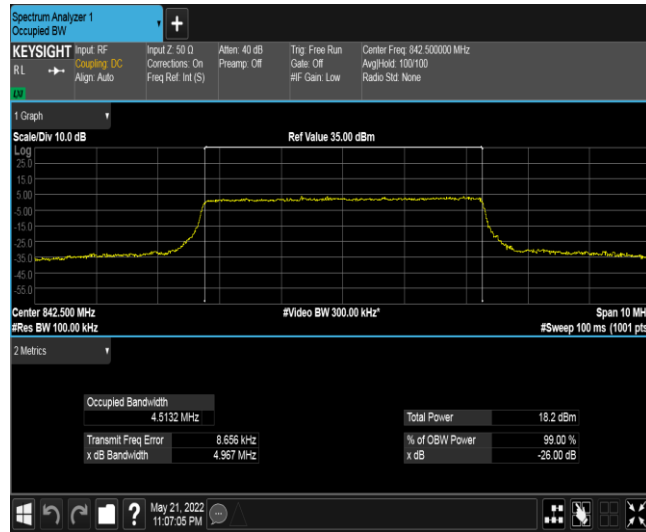 Spectrum Analyzer 1
Occupied BW
+
KEYSIGHT Input: RF Input Z: 50 Ω Atten: 40 dB Trig: Free Run Center Freq: 842.500000 MHz
RL Coupling: DC Corrections: On Preamp: Off Gate: Off Avg|Hold: 100/100
Align: Auto Freq Ref: Int (S) #IF Gain: Low Radio Std: None
LXI
1 Graph
Scale/Div 10.0 dB Ref Value 35.00 dBm
Log
25.0
15.0
5.00
-5.00
-15.0
-25.0
-35.0
-45.0
-55.0
Center 842.500 MHz #Video BW 300.00 kHz* Span 10 MH
#Res BW 100.00 kHz #Sweep 100 ms (1001 pts
2 Metrics
Occupied Bandwidth
4.5132 MHz Total Power 18.2 dBm
Transmit Freq Error 8.656 kHz % of OBW Power 99.00 %
x dB Bandwidth 4.967 MHz x dB -26.00 dB
? May 21, 2022
11:07:05 PM